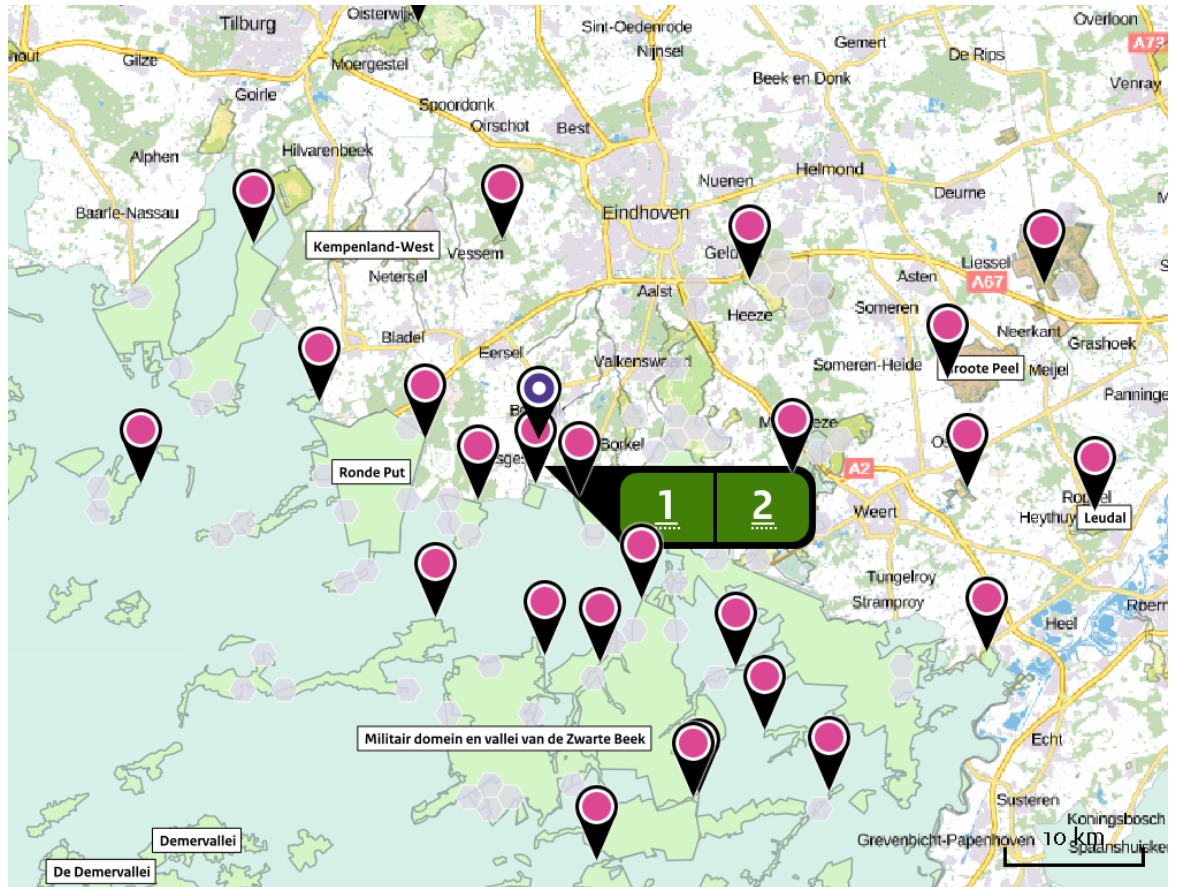 Tilburg
Oisterwijk
Sint-Oedenrode
Overloon
Gemert
A73
Nijnsel
De Rips
Gilze
Moergestel
Beek en Donk
Venray
Goirle
Spoordonk
Oirschot
Best
Hilvarenbeek
Alphen
Helmond
Nuenen
Deurne
Baarle-Nassau
Eindhoven
Kempenland-West
Vessem
Liessel
Netersel
Asten
A67
Aalst
Heeze
Someren
Neerkant
Bladel
Grashoek
Eersel
Valkenswaard
Someren-Heide
Groote Peel
Meijel
Borkel
Ronde Put
A2
1
2
Weert
Leudal
Tungelroy
Stramproy
Heel
Militair domein en vallei van de Zwarte Beek
Echt
Susteren
Koningsbosch
Demervallei
Grevenbicht-Papenhoven
10 km
De Demervallei